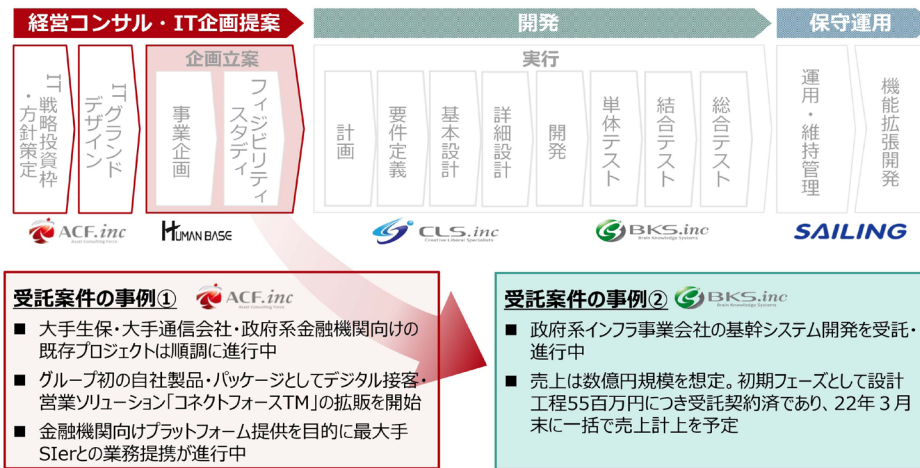 経営コンサル・IT企画提案
開発
保守運用
企画立案
実行
IT戦略投資枠
・方針策定
ITグランド
デザイン
事業企画
フィジビリティ
スタディ
計画
要件定義
基本設計
詳細設計
開発
単体テスト
結合テスト
総合テスト
運用・維持管理
機能拡張開発
ACF.inc
Asset Consulting Force
HUMAN BASE
CLS.inc
Creative Liberal Specialists
BKS.inc
Brain Knowledge Systems
SAILING
受託案件の事例① ACF.inc
Asset Consulting Force
■ 大手生保・大手通信会社・政府系金融機関向けの
既存プロジェクトは順調に進行中
■ グループ初の自社製品・パッケージとしてデジタル接客・
営業ソリューション「コネクトフォースTM」の拡販を開始
■ 金融機関向けプラットフォーム提供を目的に最大手
SIerとの業務提携が進行中
受託案件の事例② BKS.inc
Brain Knowledge Systems
■ 政府系インフラ事業会社の基幹システム開発を受託・
進行中
■ 売上は数億円規模を想定。初期フェーズとして設計
工程55百万円につき受託契約済であり、22年3月
末に一括で売上計上を予定